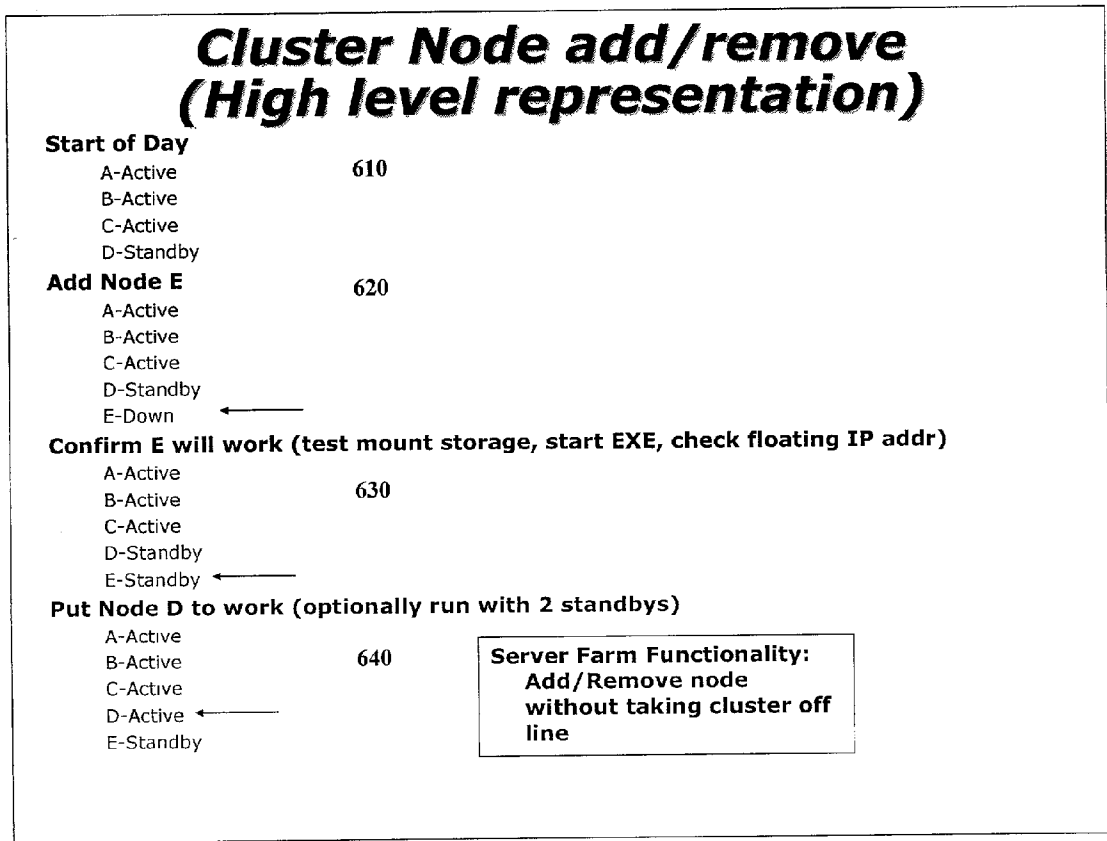 Cluster Node add/remove
(High level representation)
Start of Day
A-Active 610
B-Active
C-Active
D-Standby
Add Node E 620
A-Active
B-Active
C-Active
D-Standby
E-Down
Confirm E will work (test mount storage, start EXE, check floating IP addr)
A-Active
B-Active 630
C-Active
D-Standby
E-Standby
Put Node D to work (optionally run with 2 standbys)
A-Active
B-Active 640
C-Active
D-Active
E-Standby
Server Farm Functionality:
Add/Remove node
without taking cluster off
line